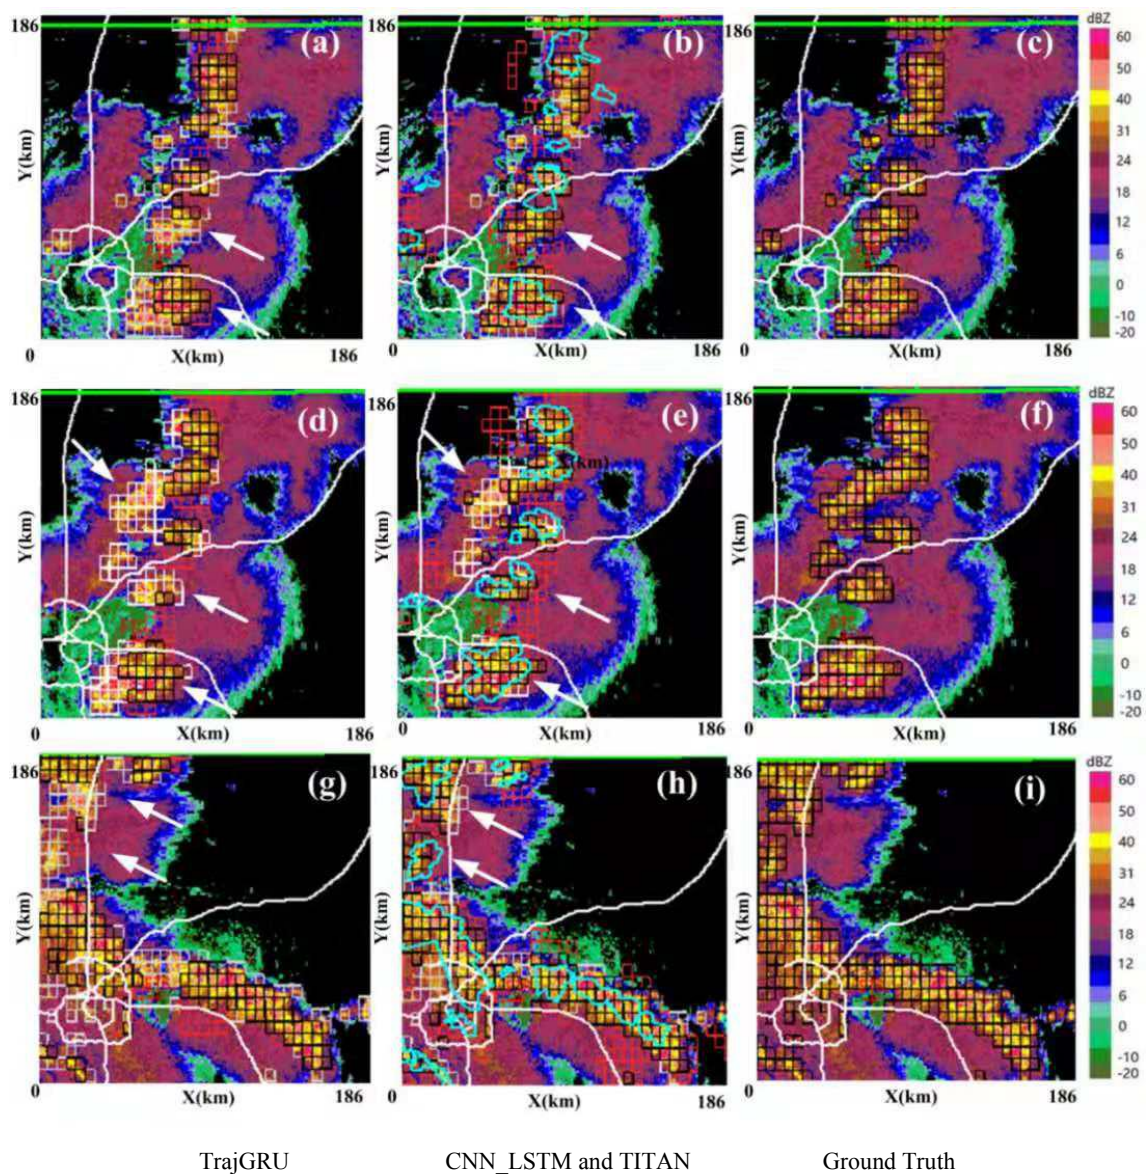 dBZ
186
(a)
60
50
40
31
24
18
12
6
0
-10
-20
Y(km)
0
X(km)
186
(b)
Y(km)
0
X(km)
186
186
(c)
Y(km)
0
X(km)
186
dBZ
186
(d)
60
50
40
31
24
18
12
6
0
-10
-20
Y(km)
0
X(km)
186
(e)
X(km)
Y(km)
0
X(km)
186
186
(f)
Y(km)
0
X(km)
186
dBZ
186
(g)
60
50
40
31
24
18
12
6
0
-10
-20
Y(km)
0
X(km)
186
186
(h)
Y(km)
0
X(km)
186
186
(i)
Y(km)
0
X(km)
186
TrajGRU
CNN_LSTM and TITAN
Ground Truth